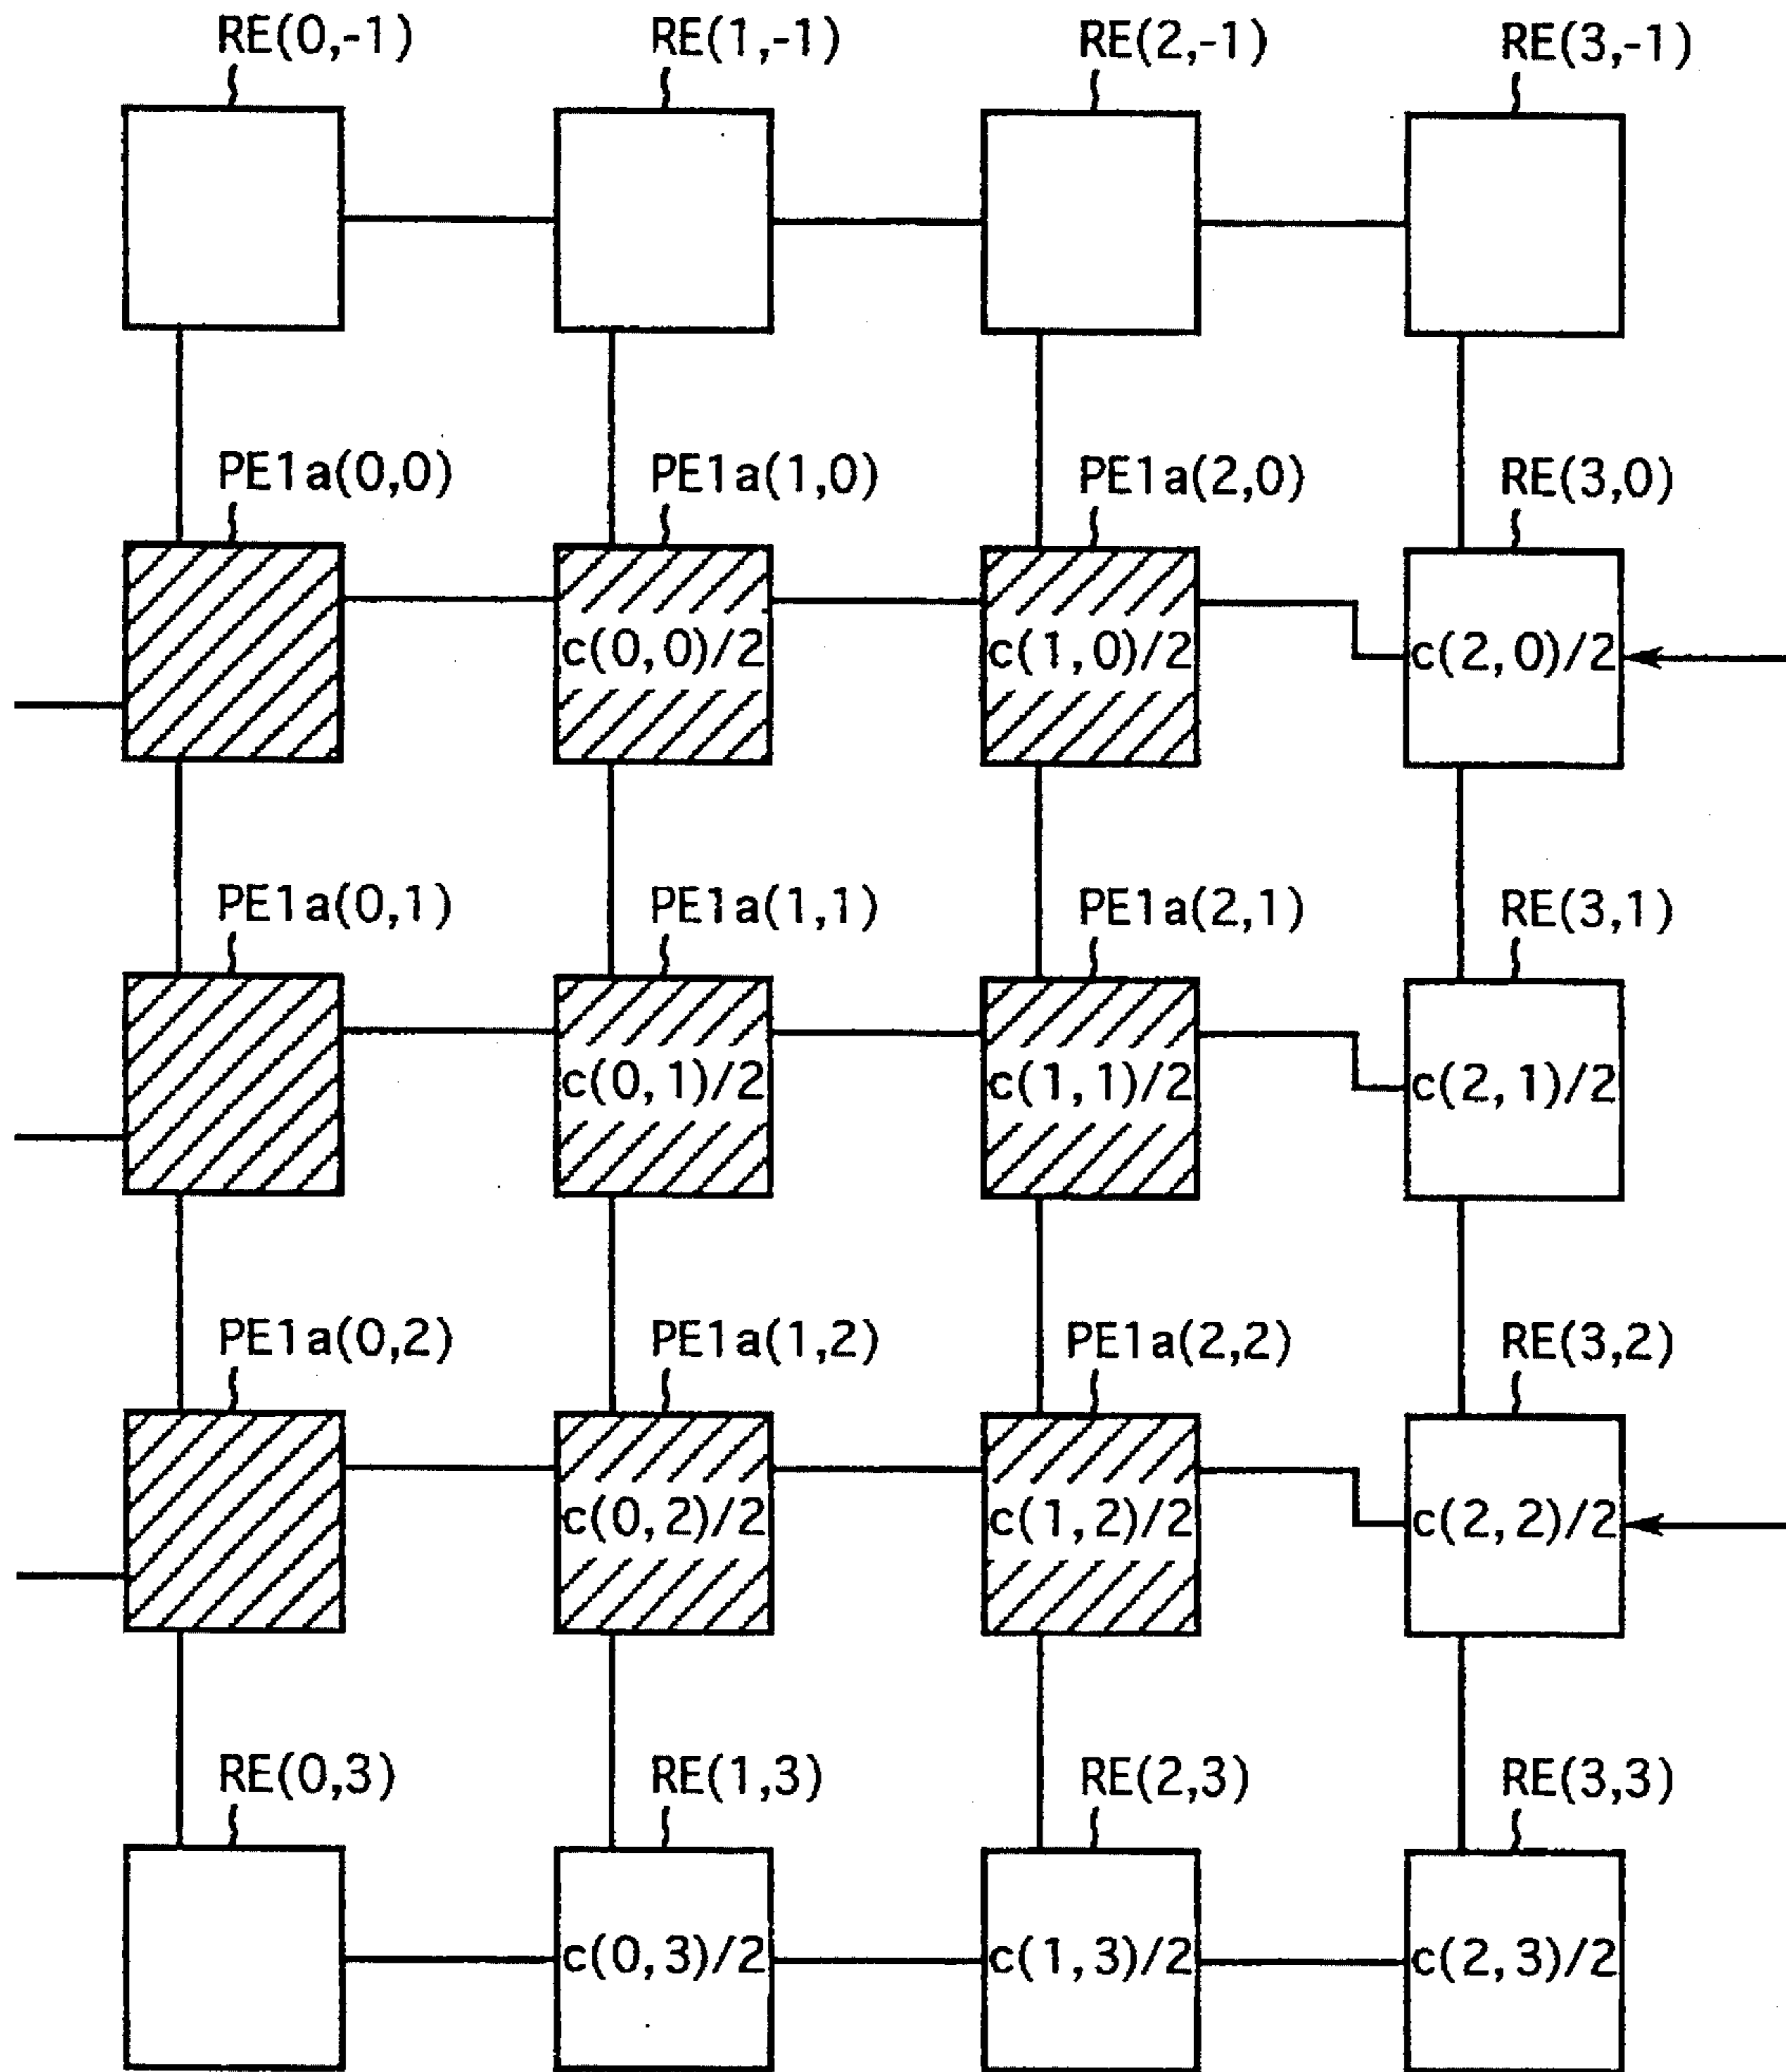 RE(0,-1) RE(1,-1) RE(2,-1) RE(3,-1)
PE1a(0,0) PE1a(1,0) PE1a(2,0) RE(3,0)
c(0,0)/2 c(1,0)/2 c(2,0)/2
PE1a(0,1) PE1a(1,1) PE1a(2,1) RE(3,1)
c(0,1)/2 c(1,1)/2 c(2,1)/2
PE1a(0,2) PE1a(1,2) PE1a(2,2) RE(3,2)
c(0,2)/2 c(1,2)/2 c(2,2)/2
RE(0,3) RE(1,3) RE(2,3) RE(3,3)
c(0,3)/2 c(1,3)/2 c(2,3)/2